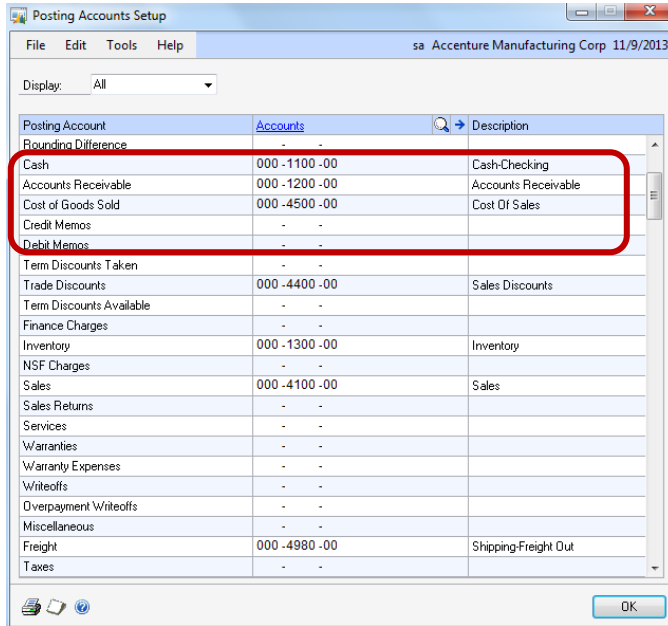 Posting Accounts Setup
File Edit Tools Help sa Accenture Manufacturing Corp 11/9/2013
Display: All
Posting Account Accounts Description
Rounding Difference - -
Cash 000 -1100 -00 Cash-Checking
Accounts Receivable 000 -1200 -00 Accounts Receivable
Cost of Goods Sold 000 -4500 -00 Cost Of Sales
Credit Memos - -
Debit Memos - -
Term Discounts Taken - -
Trade Discounts 000 -4400 -00 Sales Discounts
Term Discounts Available - -
Finance Charges - -
Inventory 000 -1300 -00 Inventory
NSF Charges - -
Sales 000 -4100 -00 Sales
Sales Returns - -
Services - -
Warranties - -
Warranty Expenses - -
Writeoffs - -
Overpayment Writeoffs - -
Miscellaneous - -
Freight 000 -4980 -00 Shipping-Freight Out
Taxes - -
OK